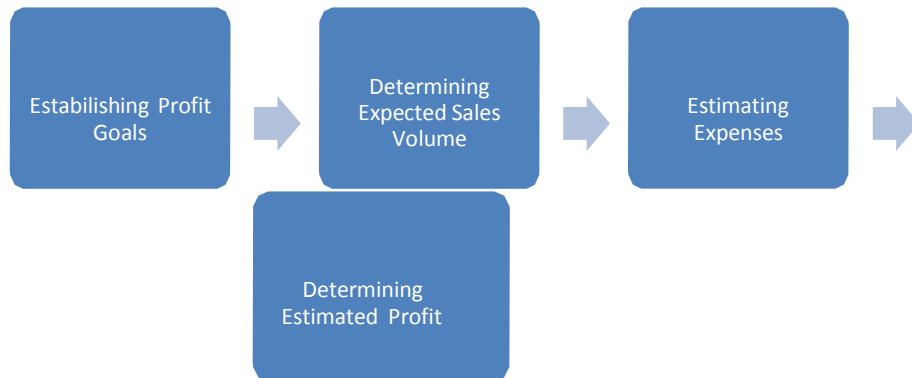 Estabilishing Profit
Goals
Determining
Expected Sales
Volume
Estimating
Expenses
Determining
Estimated Profit